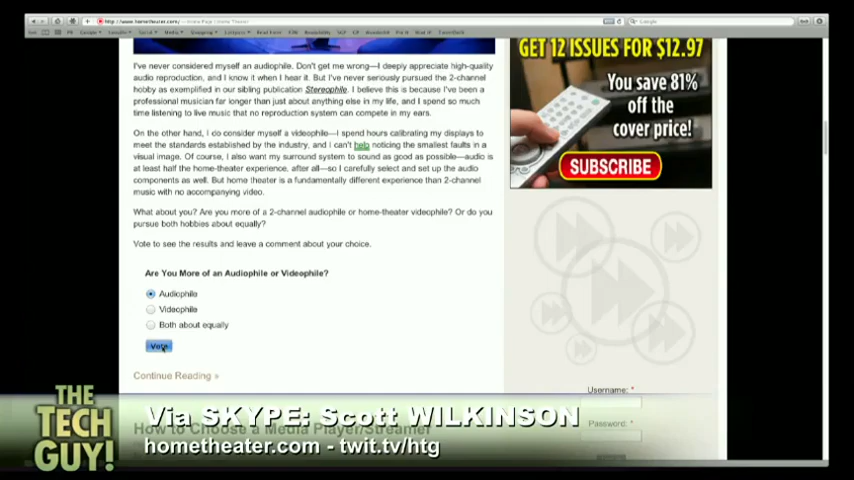 http://www.hometheater.com/
Google
I've never considered myself an audiophile. Don't get me wrong—I deeply appreciate high-quality
audio reproduction, and I know it when I hear it. But I've never seriously pursued the 2-channel
hobby as exemplified in our sibling publication Stereophile. I believe this is because I've been a
professional musician far longer than just about anything else in my life, and I spend so much
time listening to live music that no reproduction system can compete in my ears.
On the other hand, I do consider myself a videophile—I spend hours calibrating my displays to
meet the standards established by the industry, and I can't help noticing the smallest faults in a
visual image. Of course, I also want my surround system to sound as good as possible—audio is
at least half the home-theater experience, after all—so I carefully select and set up the audio
components as well. But home theater is a fundamentally different experience than 2-channel
music with no accompanying video.
What about you? Are you more of a 2-channel audiophile or home-theater videophile? Or do you
pursue both hobbies about equally?
Vote to see the results and leave a comment about your choice.
Are You More of an Audiophile or Videophile?
Audiophile
Videophile
Both about equally
Vote
Continue Reading »
How to Choose a Media Player/Streamer
GET 12 ISSUES FOR $12.97
You save 81%
off the
cover price!
SUBSCRIBE
Username: *
Password: *
THE
TECH
GUY!
Via SKYPE: Scott WILKINSON
hometheater.com - twit.tv/htg